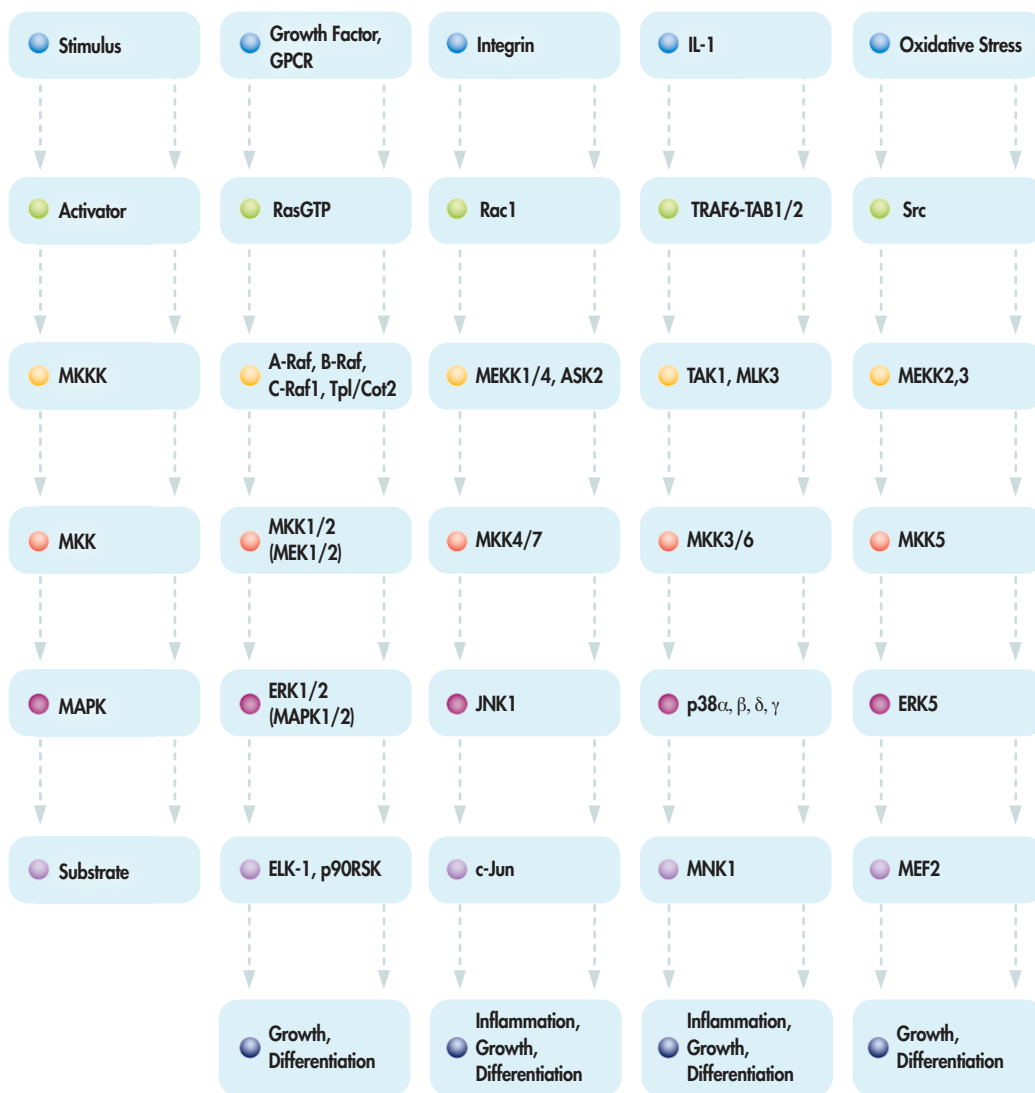 Stimulus
Growth Factor,
GPCR
Integrin
IL-1
Oxidative Stress
Activator
RasGTP
Rac1
TRAF6-TAB1/2
Src
MKKK
A-Raf, B-Raf,
C-Raf1, Tpl/Cot2
MEKK1/4, ASK2
TAK1, MLK3
MEKK2,3
MKK
MKK1/2
(MEK1/2)
MKK4/7
MKK3/6
MKK5
MAPK
ERK1/2
(MAPK1/2)
JNK1
p38α, β, δ, γ
ERK5
Substrate
ELK-1, p90RSK
c-Jun
MNK1
MEF2
Growth,
Differentiation
Inflammation,
Growth,
Differentiation
Inflammation,
Growth,
Differentiation
Growth,
Differentiation